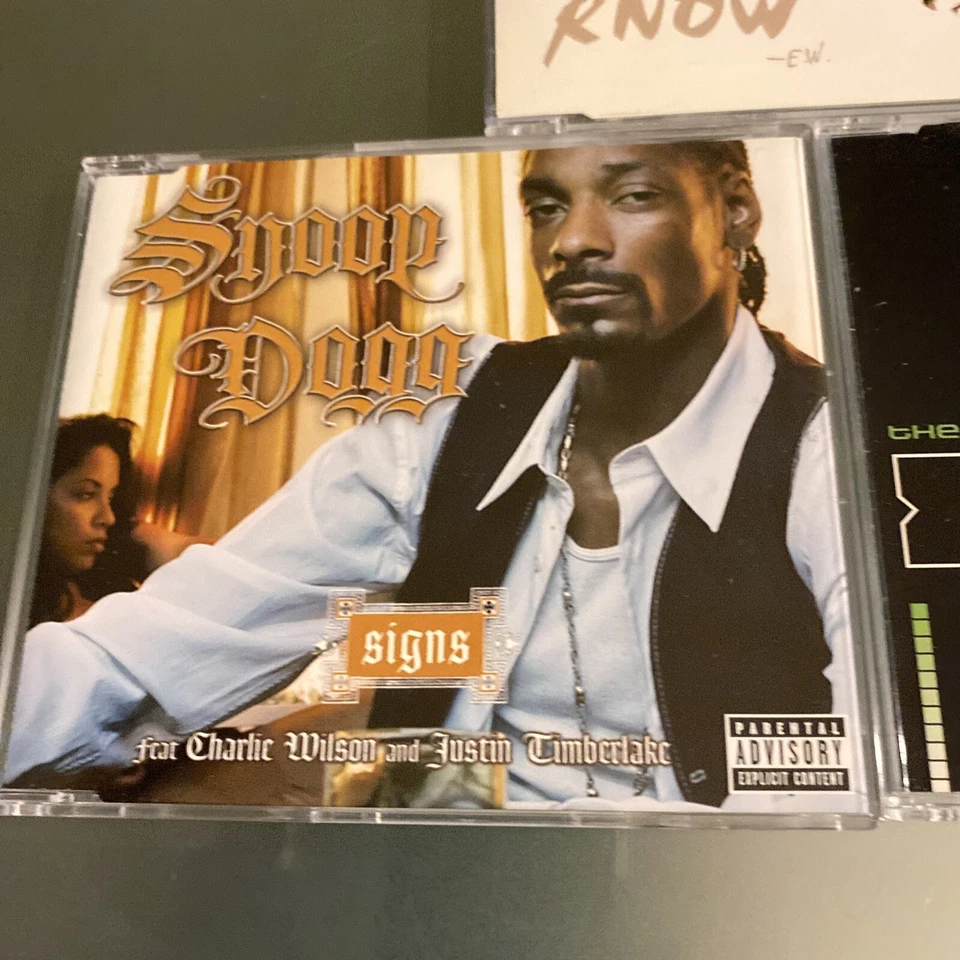 KNOW
-E.W.
Snoop
Dogg
the
signs
feat Charlie Wilson and Justin Timberlake
PARENTAL
ADVISORY
EXPLICIT CONTENT